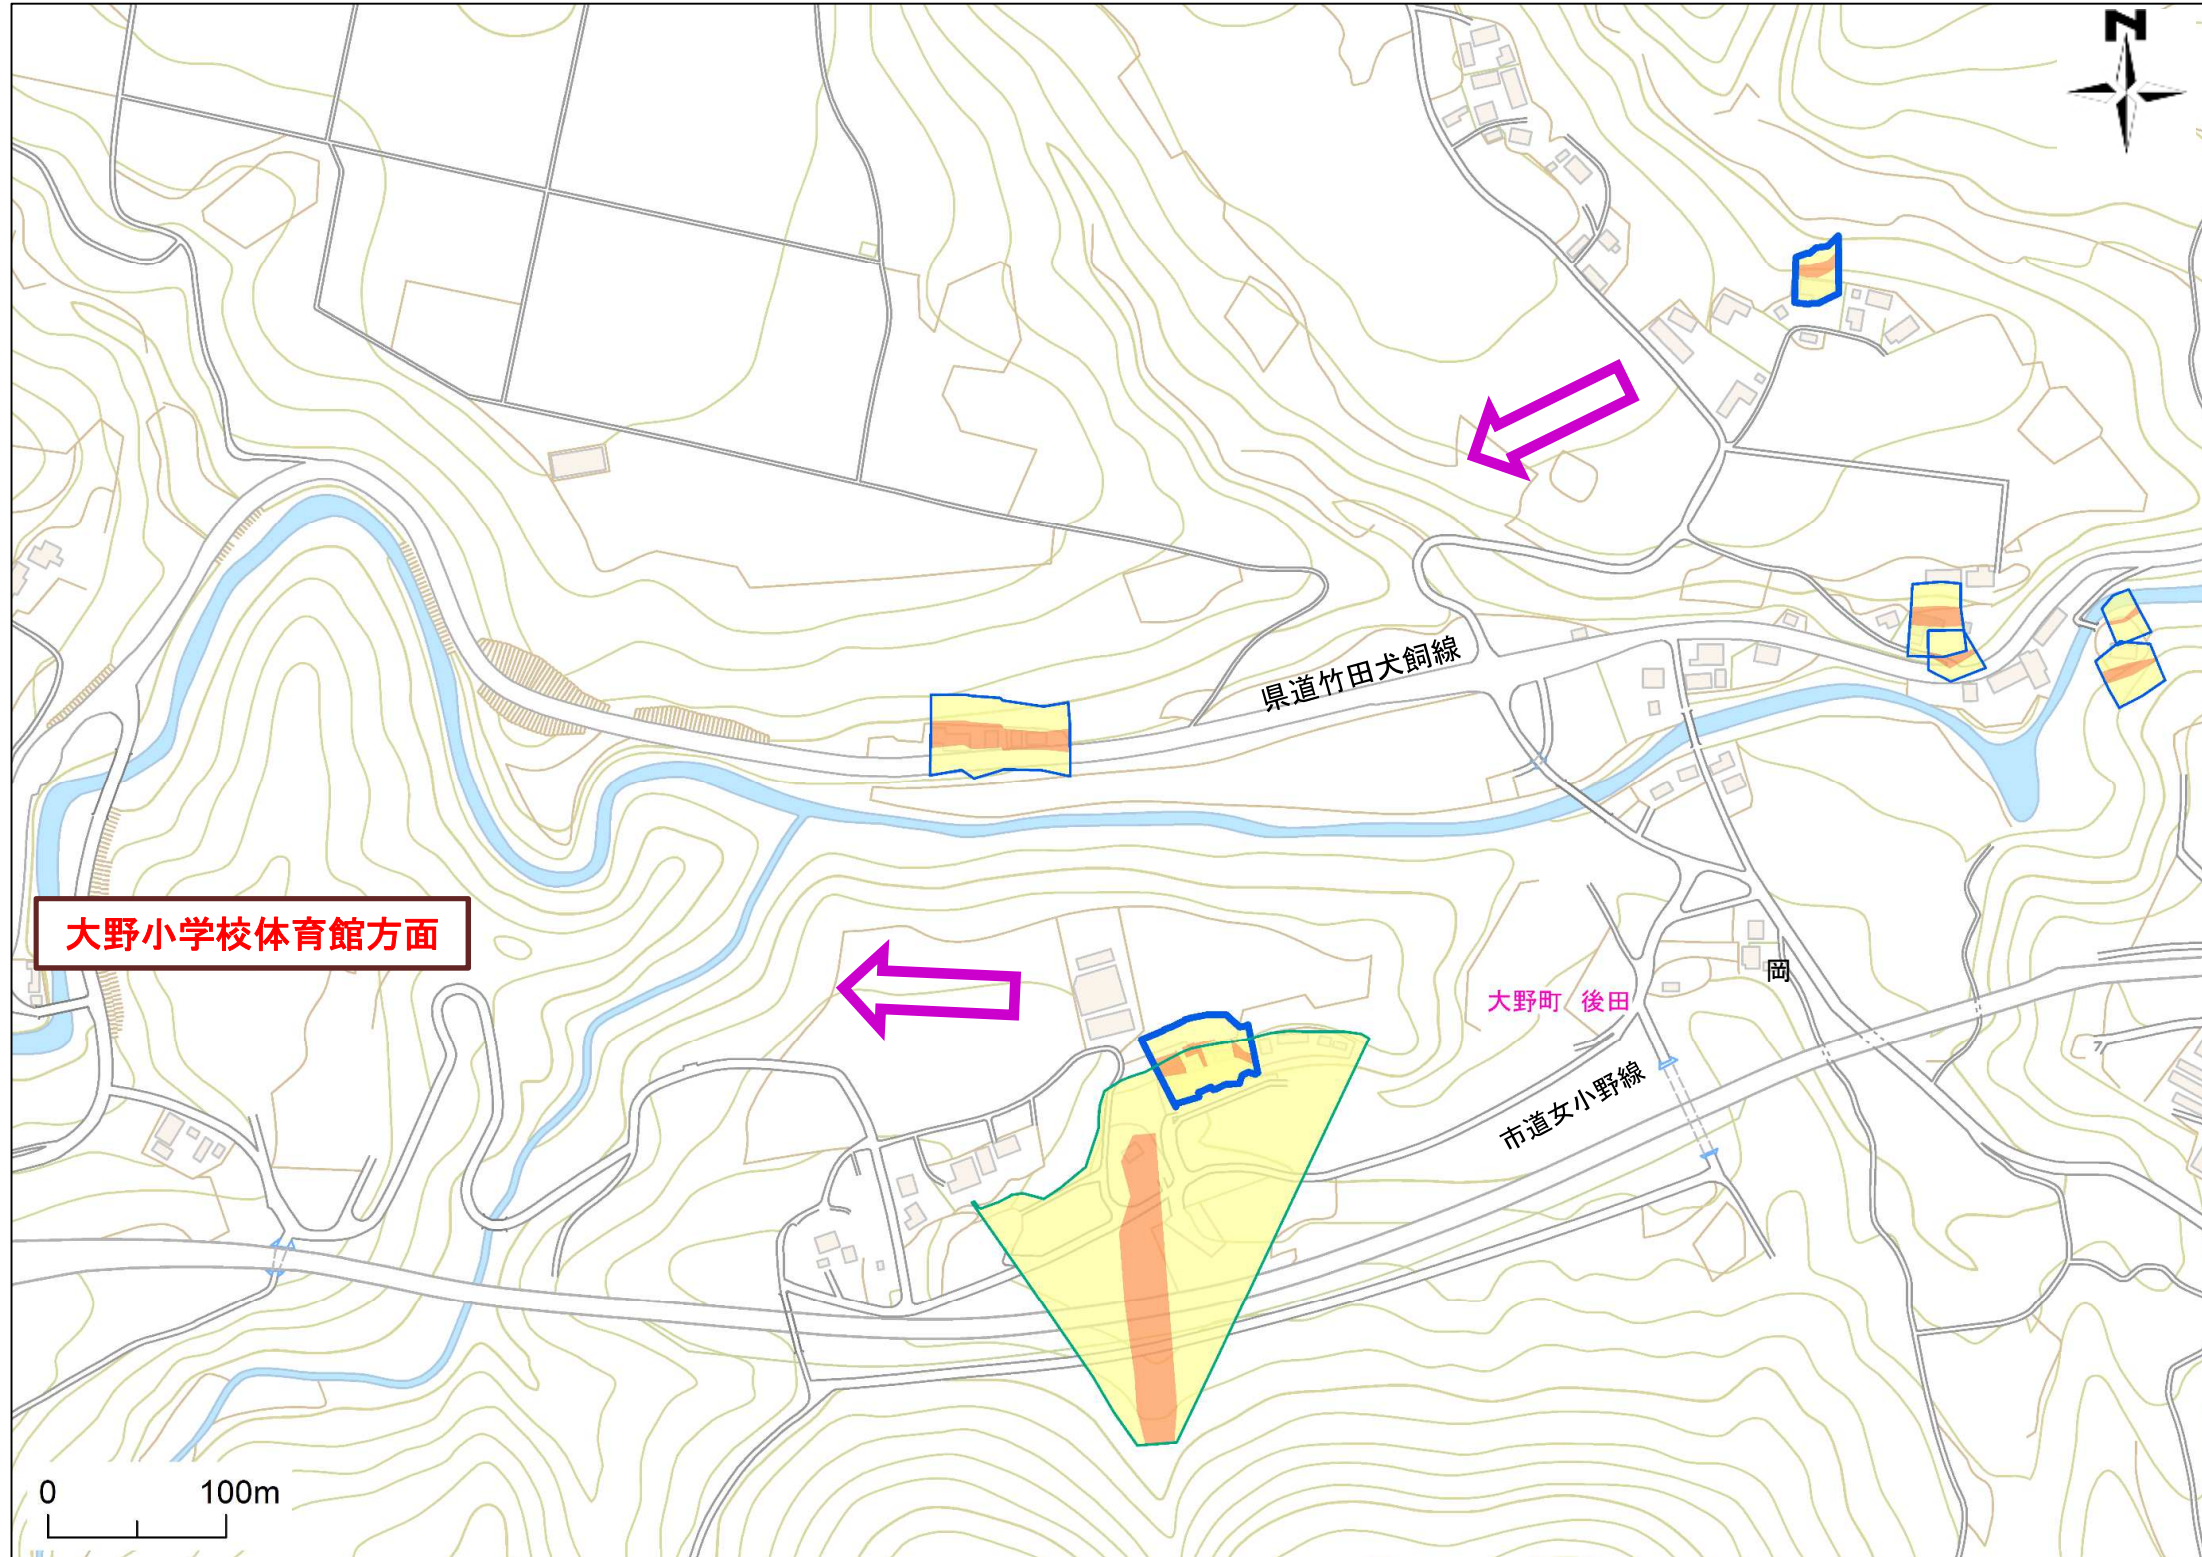 N
県道竹田犬飼線
大野小学校体育館方面
岡
大野町 後田
市道女小野線
0 100m